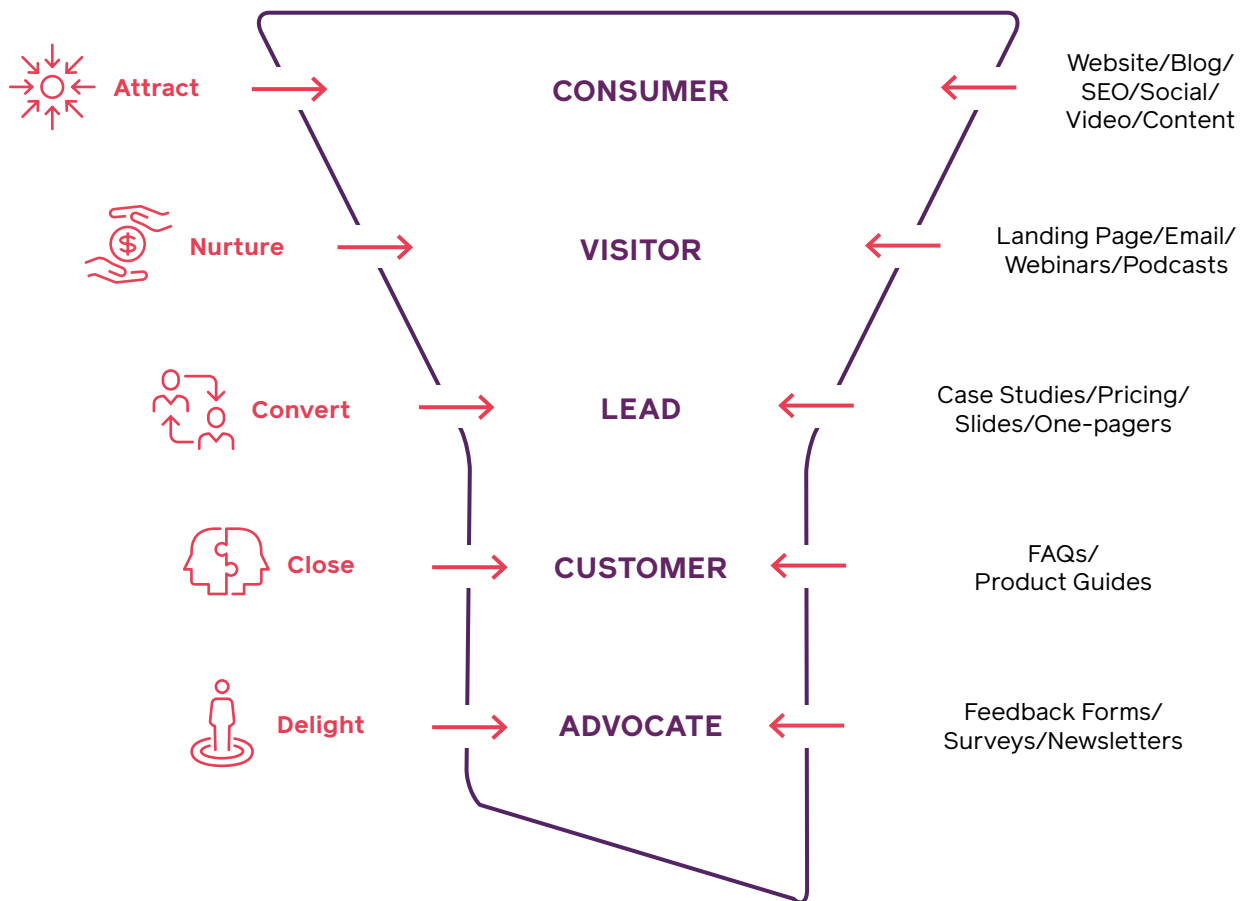 Attract
CONSUMER
Website/Blog/
SEO/Social/
Video/Content
$
Nurture
VISITOR
Landing Page/Email/
Webinars/Podcasts
Convert
LEAD
Case Studies/Pricing/
Slides/One-pagers
Close
CUSTOMER
FAQs/
Product Guides
Delight
ADVOCATE
Feedback Forms/
Surveys/Newsletters